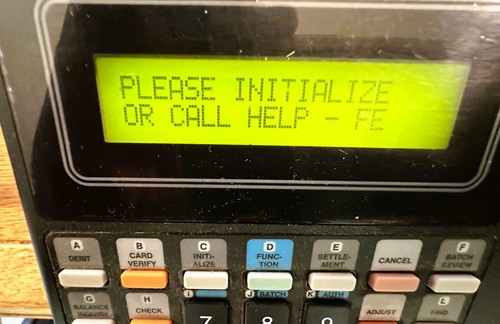 PLEASE INITIALIZE
OR CALL HELP - FE
A B C D E F
DEBIT
CARD VERIFY
INITI-ALIZE
FUNC-TION
SETTLE-MENT
CANCEL
BATCH REVIEW
I J BATCH K AUTH
G H L
BALANCE INQUIRY
CHECK
ADJUST
FIND
7 8 9